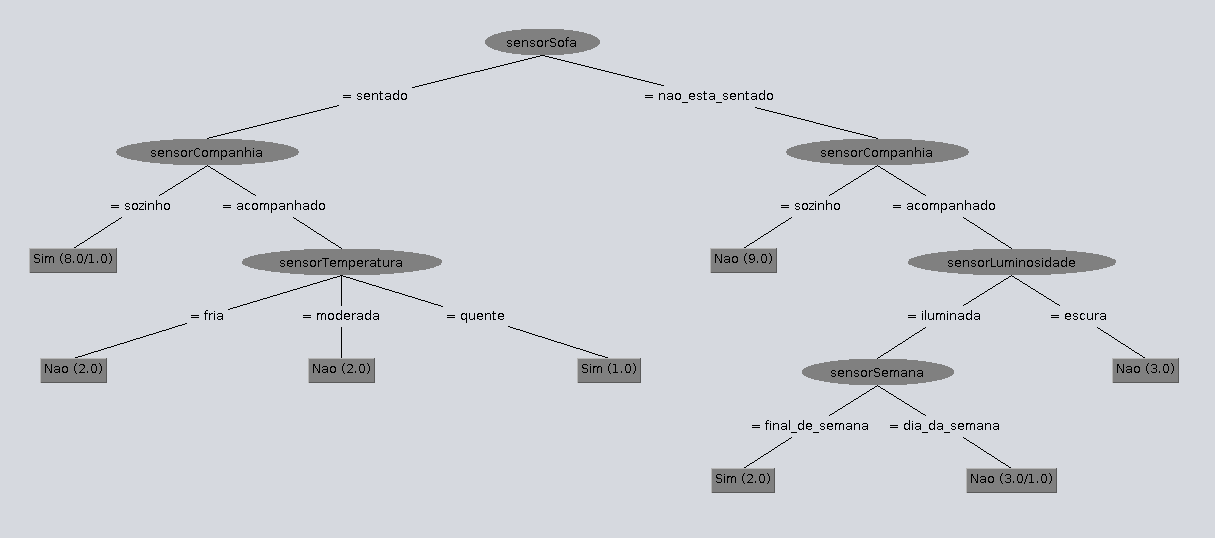 sensorSofa
= sentado
= nao_esta_sentado
sensorCompanhia
sensorCompanhia
= sozinho
= acompanhado
= sozinho
= acompanhado
Sim (8.0/1.0)
sensorTemperatura
Nao (9.0)
sensorLuminosidade
= fria
= moderada
= quente
= iluminada
= escura
Nao (2.0)
Nao (2.0)
Sim (1.0)
sensorSemana
Nao (3.0)
= final_de_semana
= dia_da_semana
Sim (2.0)
Nao (3.0/1.0)